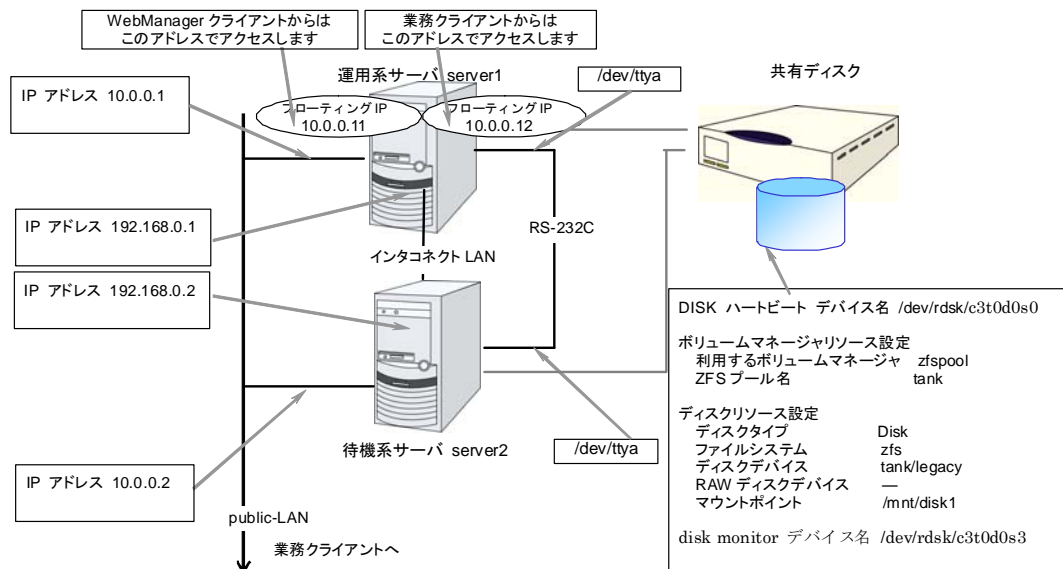 WebManager クライアントからは
このアドレスでアクセスします
業務クライアントからは
このアドレスでアクセスします
運用系サーバ server1
/dev/ttya
共有ディスク
IP アドレス 10.0.0.1
フローティング IP
10.0.0.11
フローティング IP
10.0.0.12
IP アドレス 192.168.0.1
RS-232C
インタコネクト LAN
IP アドレス 192.168.0.2
DISK ハートビート デバイス名 /dev/rdsk/c3t0d0s0
ボリュームマネージャリソース設定
利用するボリュームマネージャ zfspool
ZFS プール名 tank
ディスクリソース設定
ディスクタイプ Disk
ファイルシステム zfs
ディスクデバイス tank/legacy
RAW ディスクデバイス —
マウントポイント /mnt/disk1
disk monitor デバイス名 /dev/rdsk/c3t0d0s3
待機系サーバ server2
/dev/ttya
IP アドレス 10.0.0.2
public-LAN
業務クライアントへ